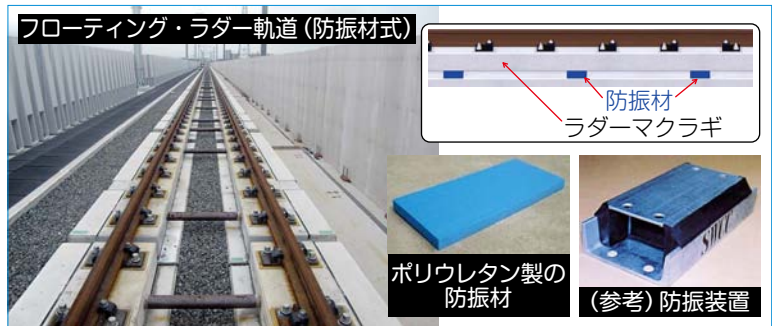 フローティング・ラダー軌道(防振材式)
防振材
ラダーマクラギ
ポリウレタン製の
防振材
(参考)防振装置